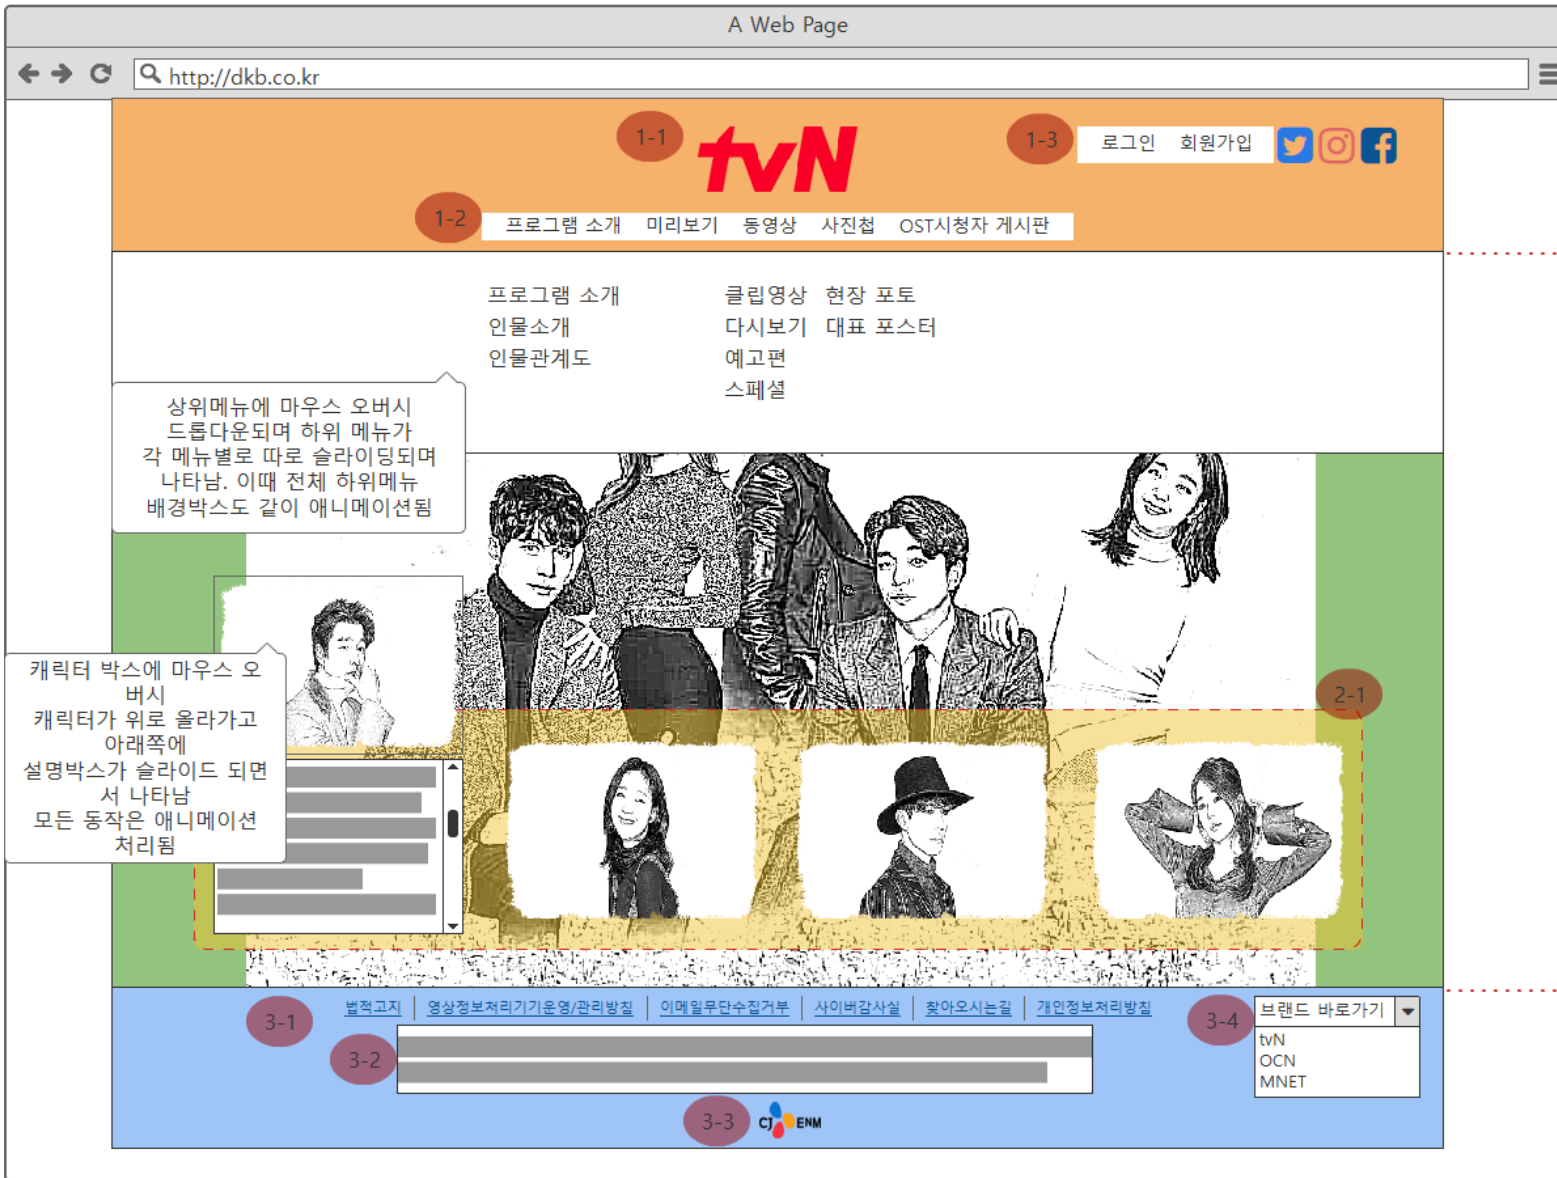 A Web Page
http://dkb.co.kr
1-1
tvN
1-3
로그인 회원가입
1-2
프로그램 소개 미리보기 동영상 사진첩 OST시청자 게시판
프로그램 소개
인물소개
인물관계도
클립영상
다시보기
예고편
스페셜
현장 포토
대표 포스터
상위메뉴에 마우스 오버시
드롭다운되며 하위 메뉴가
각 메뉴별로 따로 슬라이딩되며
나타남. 이때 전체 하위메뉴
배경박스도 같이 애니메이션됨
캐릭터 박스에 마우스 오
버시
캐릭터가 위로 올라가고
아래쪽에
설명박스가 슬라이드 되면
서 나타남
모든 동작은 애니메이션
처리됨
2-1
3-1
법적고지 영상정보처리기기운영/관리방침 이메일무단수집거부 사이버감사실 찾아오시는길 개인정보처리방침
3-2
3-3
CJ ENM
3-4
브랜드 바로가기
tvN
OCN
MNET